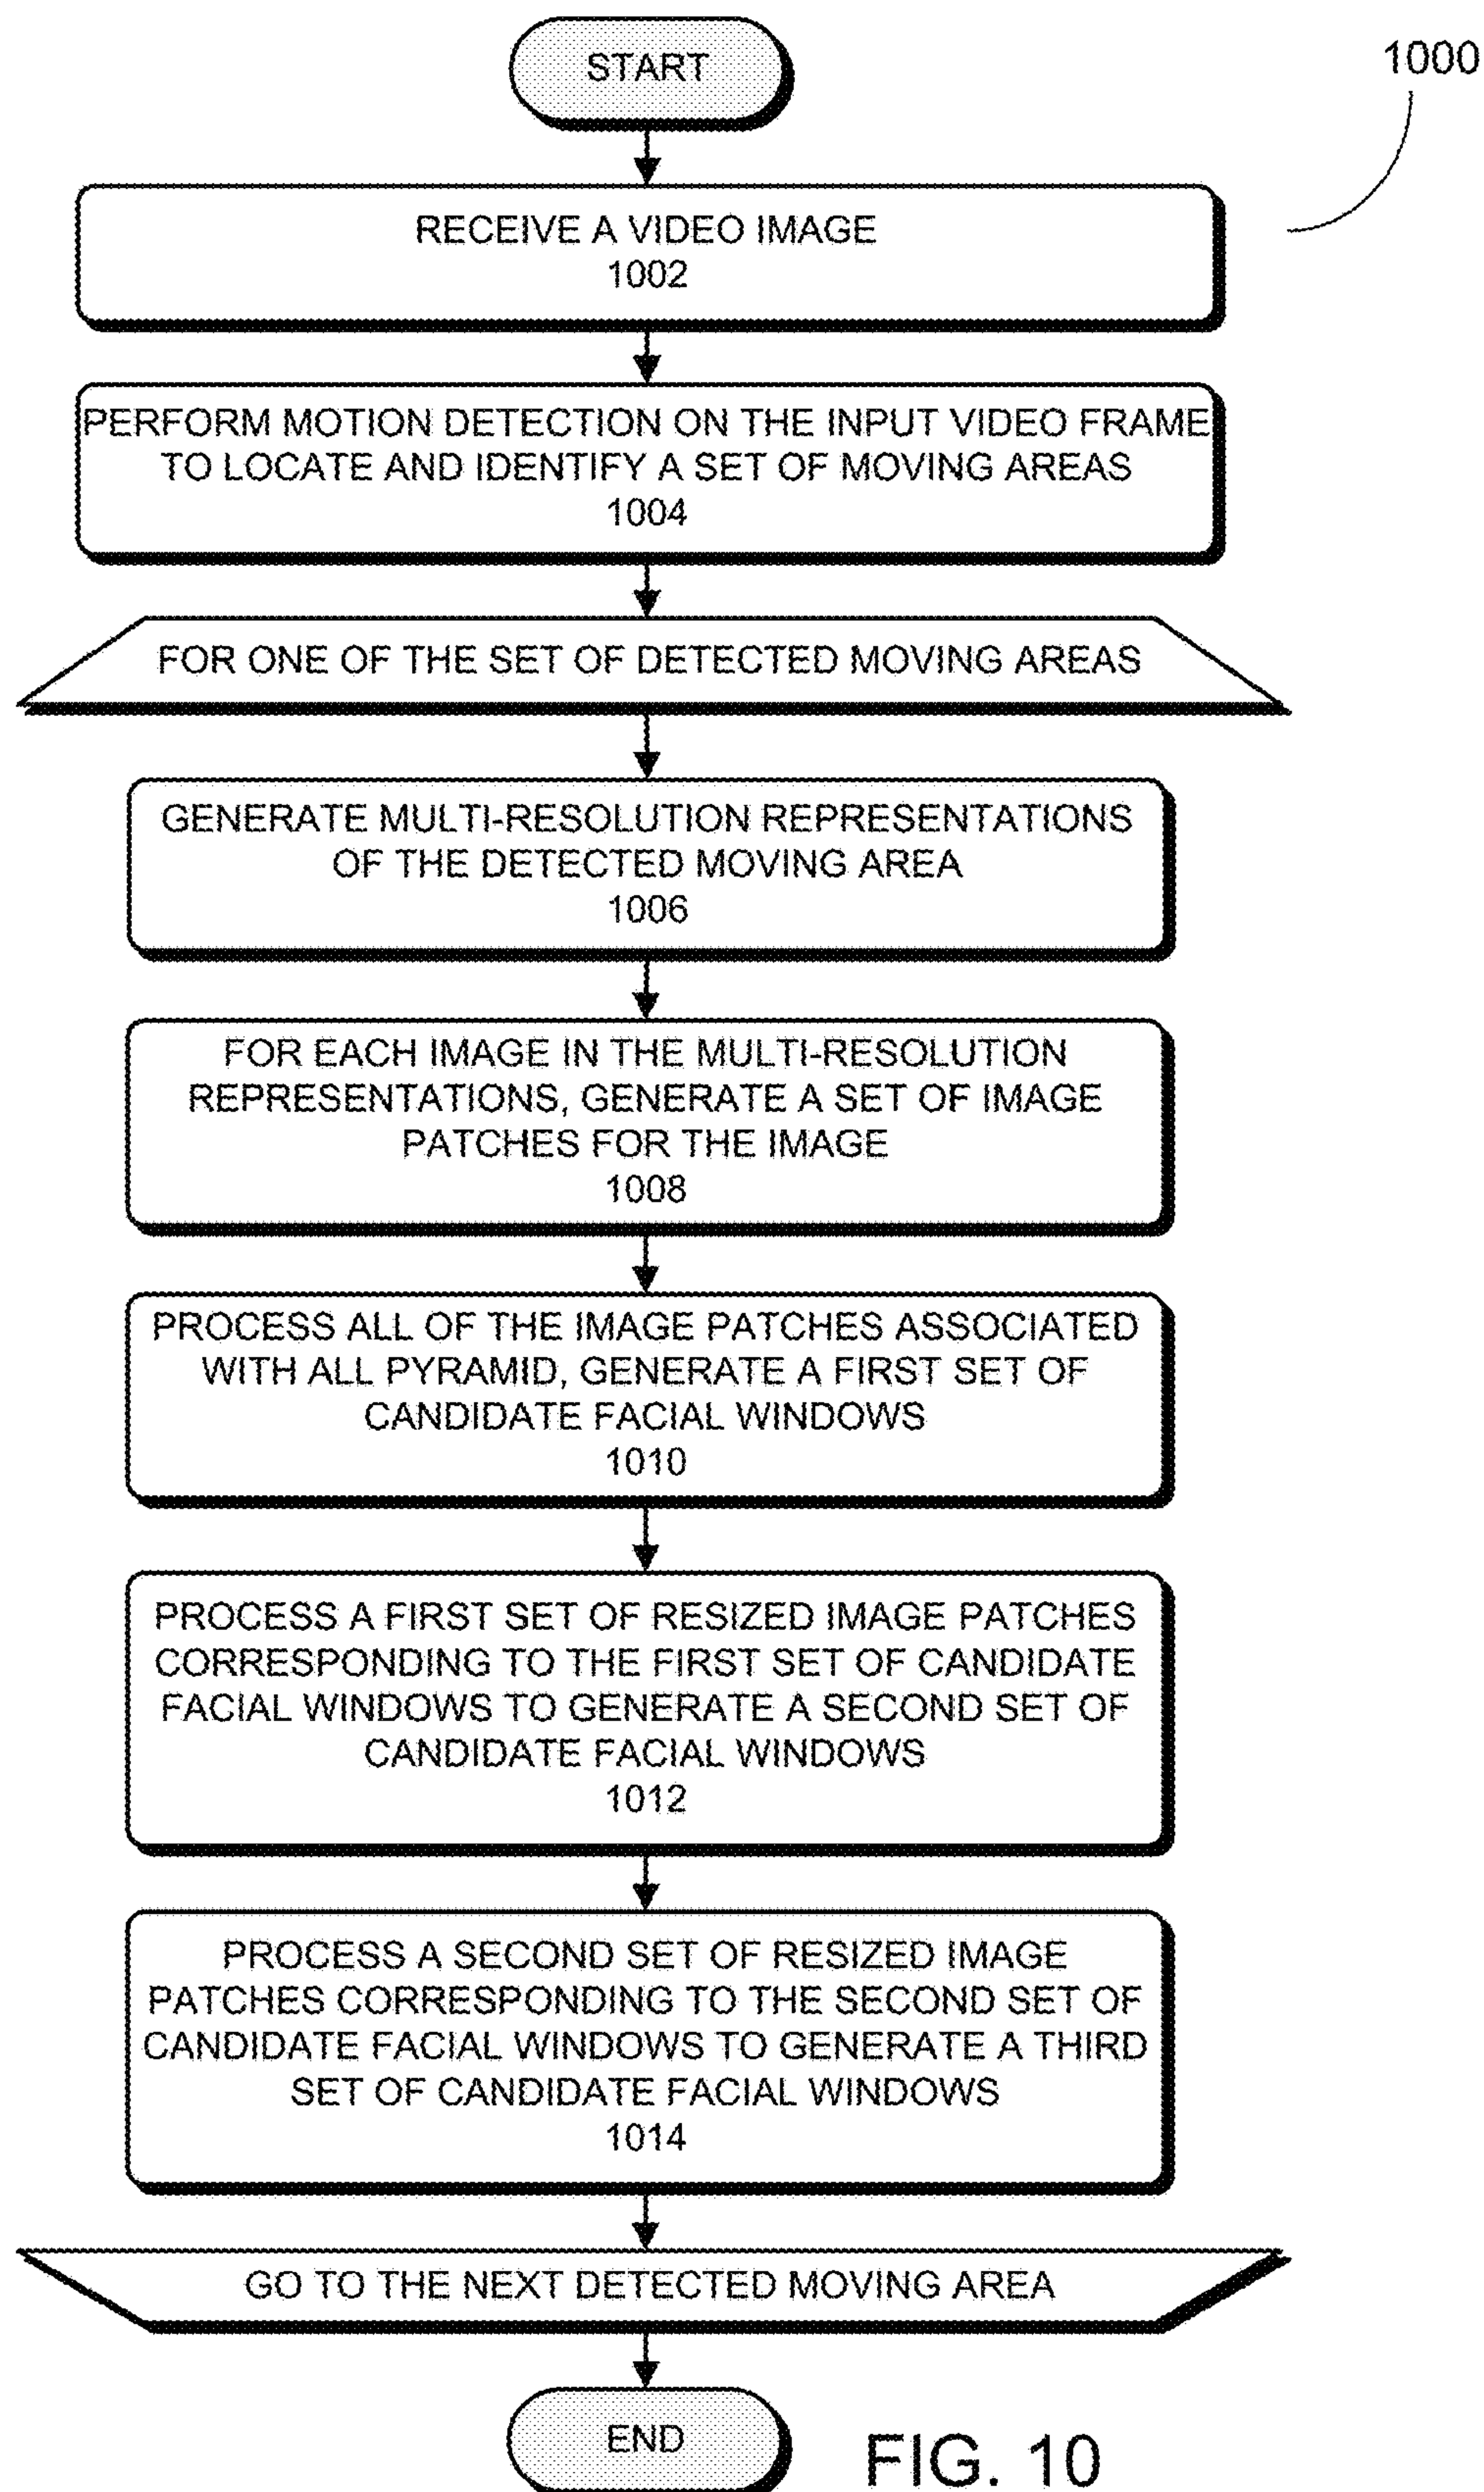 START
1000
RECEIVE A VIDEO IMAGE
1002
PERFORM MOTION DETECTION ON THE INPUT VIDEO FRAME
TO LOCATE AND IDENTIFY A SET OF MOVING AREAS
1004
FOR ONE OF THE SET OF DETECTED MOVING AREAS
GENERATE MULTI-RESOLUTION REPRESENTATIONS
OF THE DETECTED MOVING AREA
1006
FOR EACH IMAGE IN THE MULTI-RESOLUTION
REPRESENTATIONS, GENERATE A SET OF IMAGE
PATCHES FOR THE IMAGE
1008
PROCESS ALL OF THE IMAGE PATCHES ASSOCIATED
WITH ALL PYRAMID, GENERATE A FIRST SET OF
CANDIDATE FACIAL WINDOWS
1010
PROCESS A FIRST SET OF RESIZED IMAGE PATCHES
CORRESPONDING TO THE FIRST SET OF CANDIDATE
FACIAL WINDOWS TO GENERATE A SECOND SET OF
CANDIDATE FACIAL WINDOWS
1012
PROCESS A SECOND SET OF RESIZED IMAGE
PATCHES CORRESPONDING TO THE SECOND SET OF
CANDIDATE FACIAL WINDOWS TO GENERATE A THIRD
SET OF CANDIDATE FACIAL WINDOWS
1014
GO TO THE NEXT DETECTED MOVING AREA
END
FIG. 10